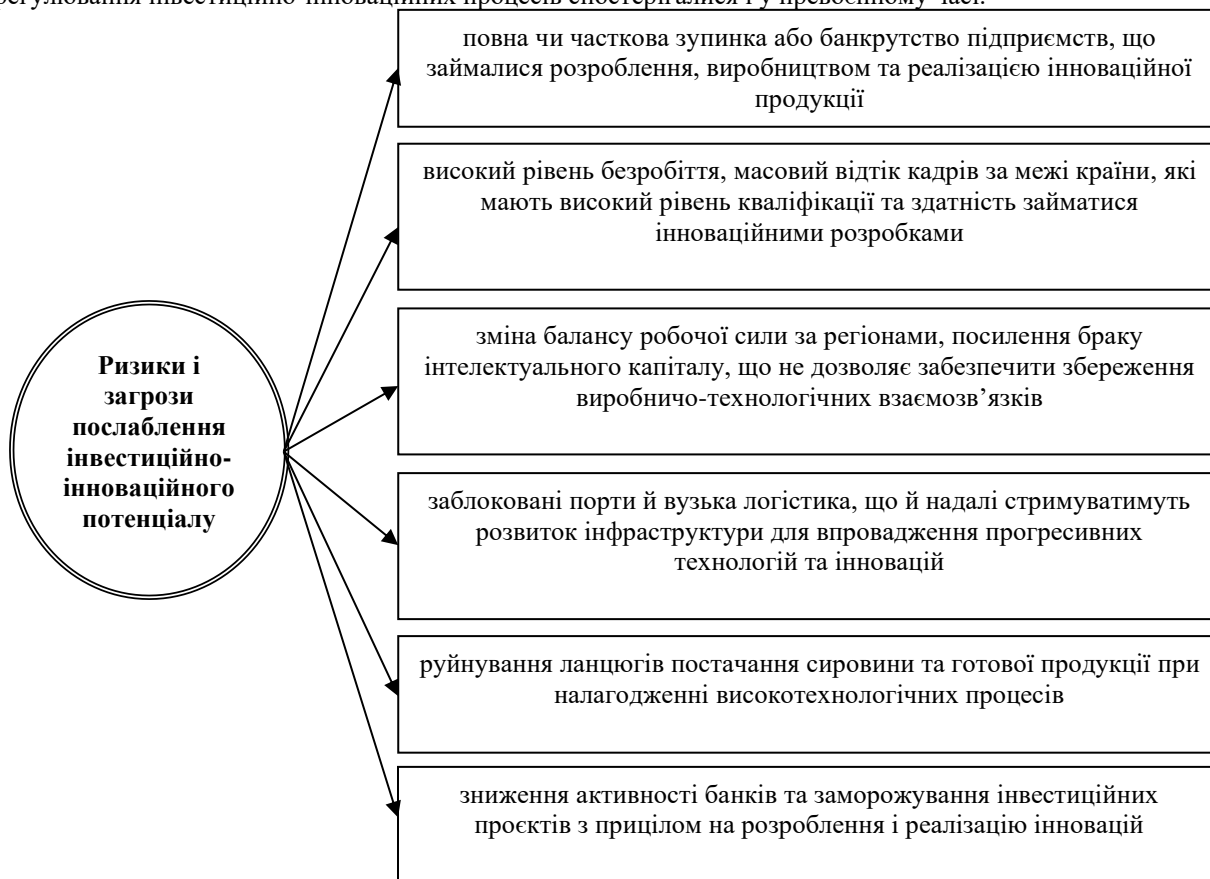 регулювання інвестиційно-інноваційних процесів спостерігалися і у
повна чи часткова зупинка або банкрутство підприємств, що
займалися розроблення, виробництвом та реалізацією інноваційної
продукції
високий рівень безробіття, масовий відтік кадрів за межі країни, які
мають високий рівень кваліфікації та здатність займатися
інноваційними розробками
Ризики і
загрози
послаблення
інвестиційно-
інноваційного
потенціалу
зміна балансу робочої сили за регіонами, посилення браку
інтелектуального капіталу, що не дозволяє забезпечити збереження
виробничо-технологічних взаємозв’язків
заблоковані порти й вузька логістика, що й надалі стримуватимуть
розвиток інфраструктури для впровадження прогресивних
технологій та інновацій
руйнування ланцюгів постачання сировини та готової продукції при
налагодженні високотехнологічних процесів
зниження активності банків та заморожування інвестиційних
проєктів з прицілом на розроблення і реалізацію інновацій